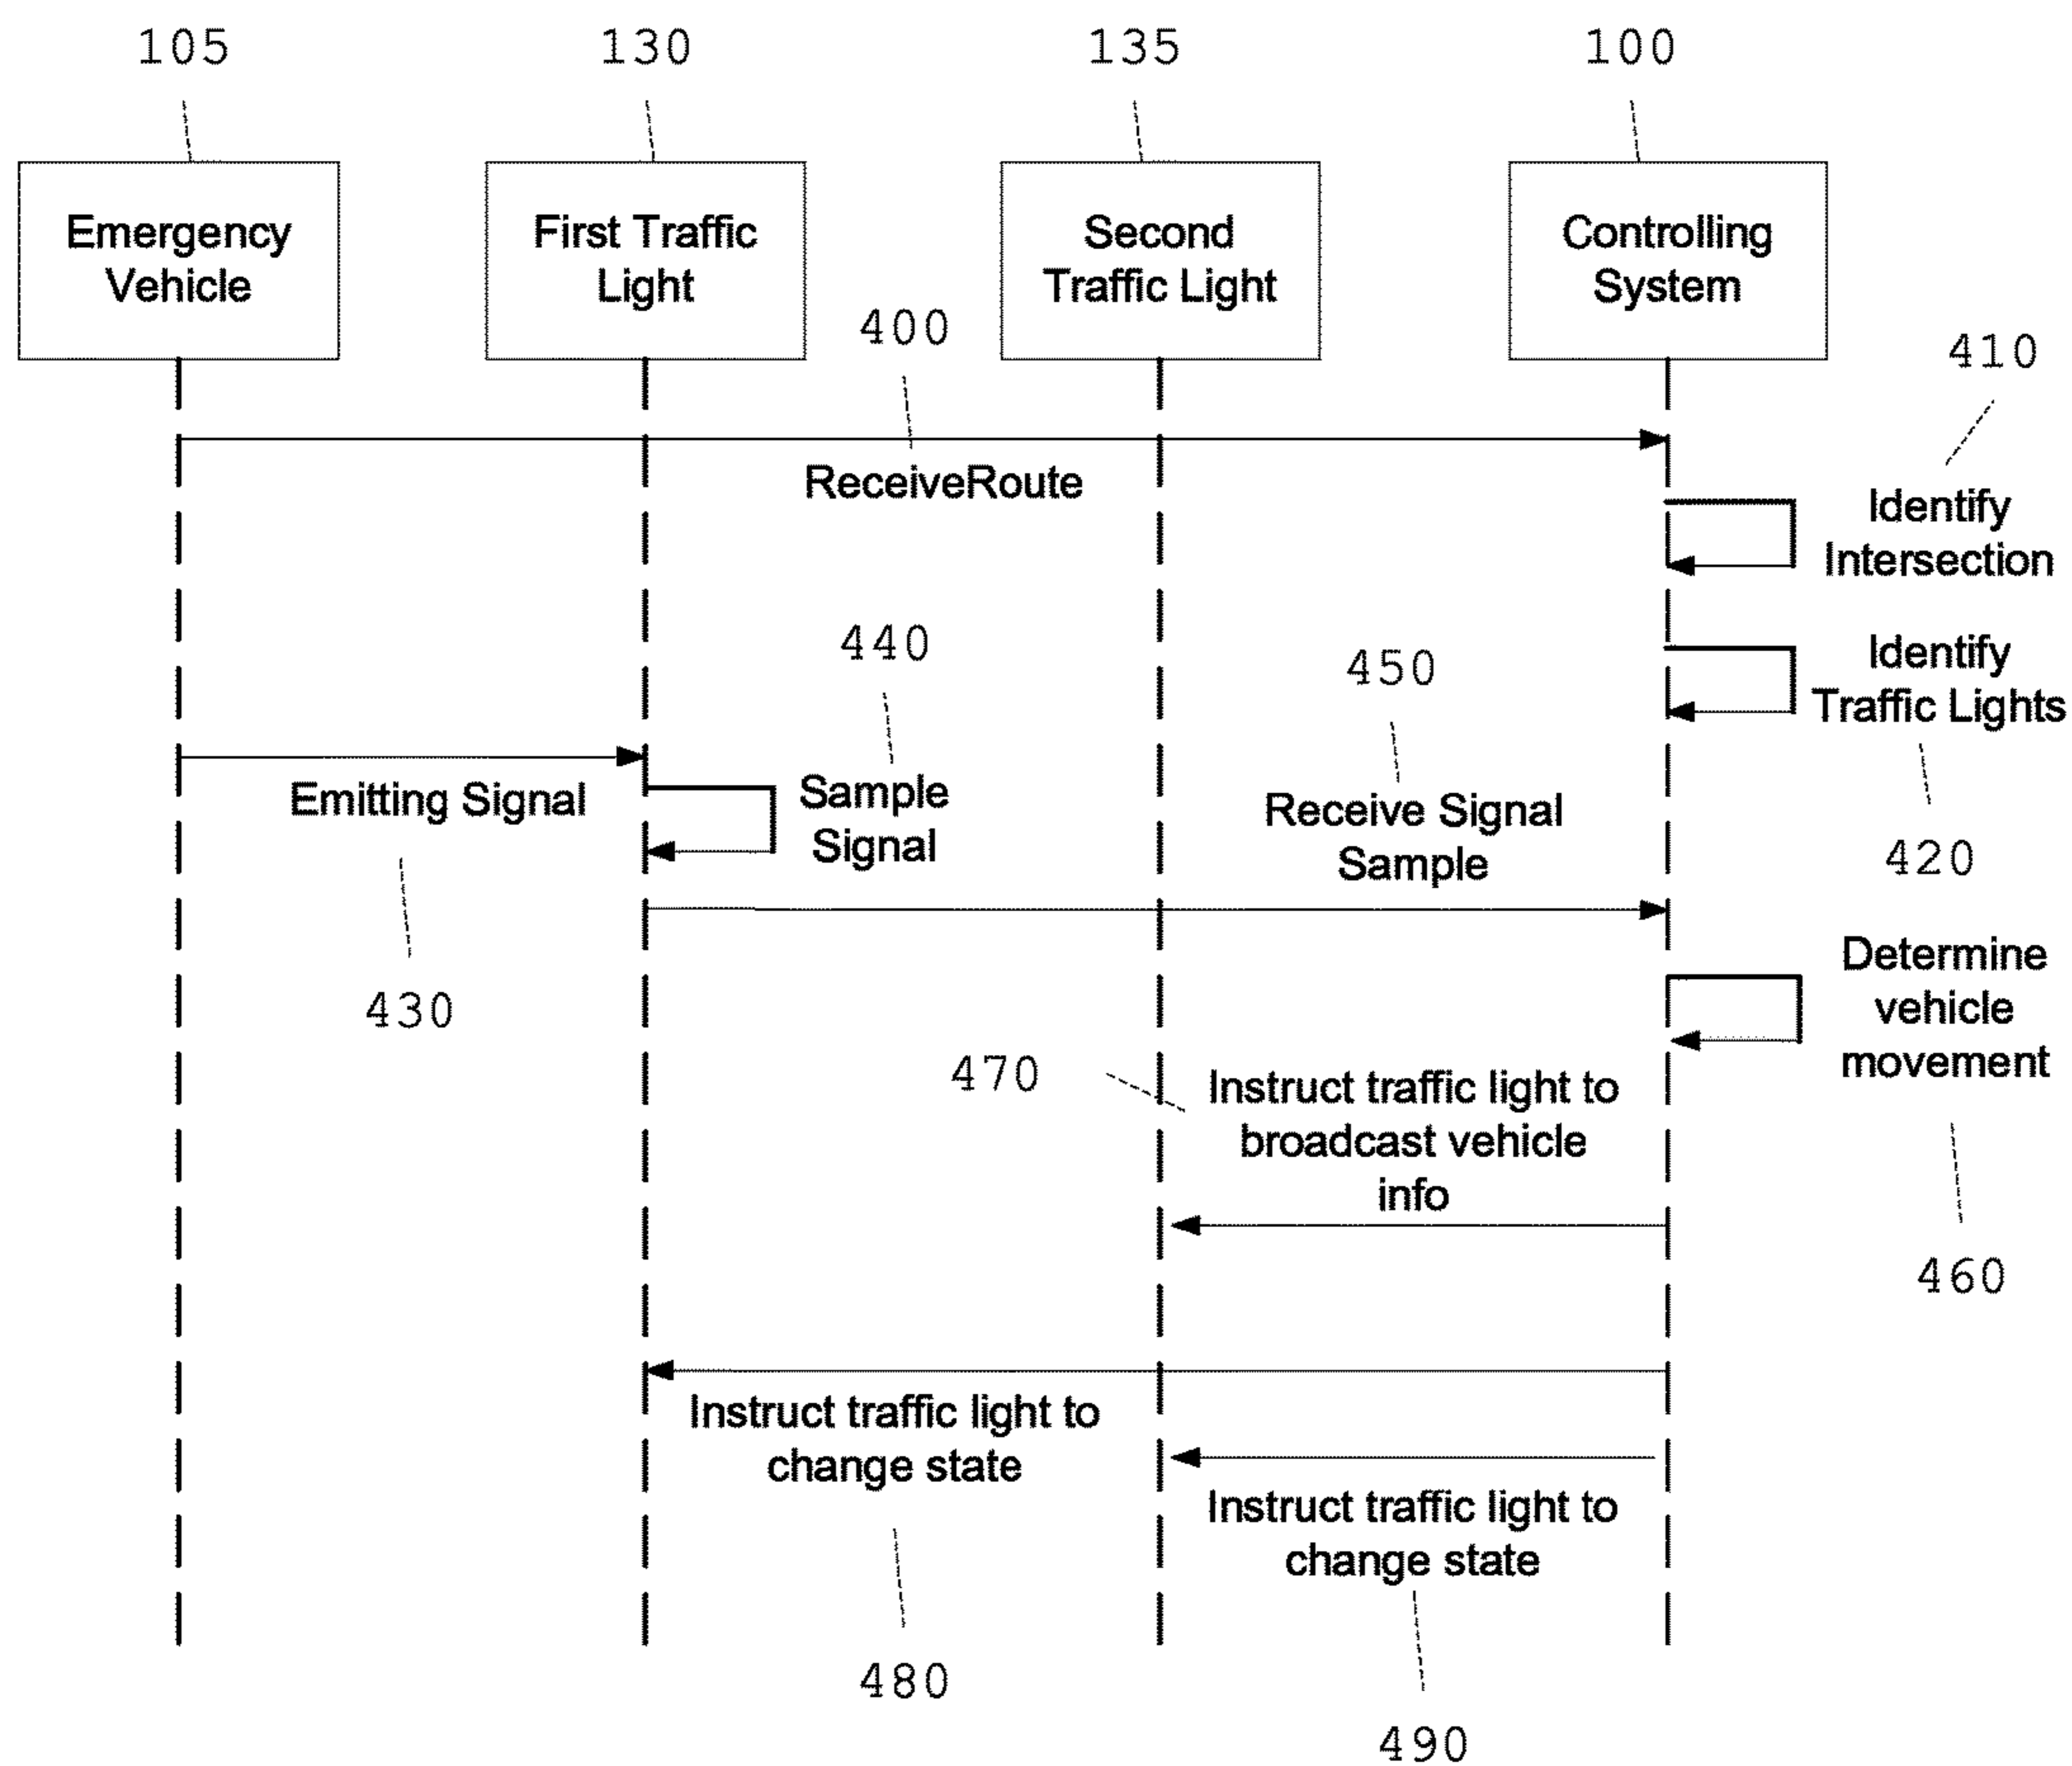 105
130
135
100
Emergency
Vehicle
First Traffic
Light
Second
Traffic Light
Controlling
System
400
410
ReceiveRoute
Identify
Intersection
440
450
Identify
Traffic Lights
Emitting Signal
Sample
Signal
Receive Signal
Sample
420
430
Determine
vehicle
movement
470
Instruct traffic light to
broadcast vehicle
info
460
Instruct traffic light to
change state
Instruct traffic light to
change state
480
490